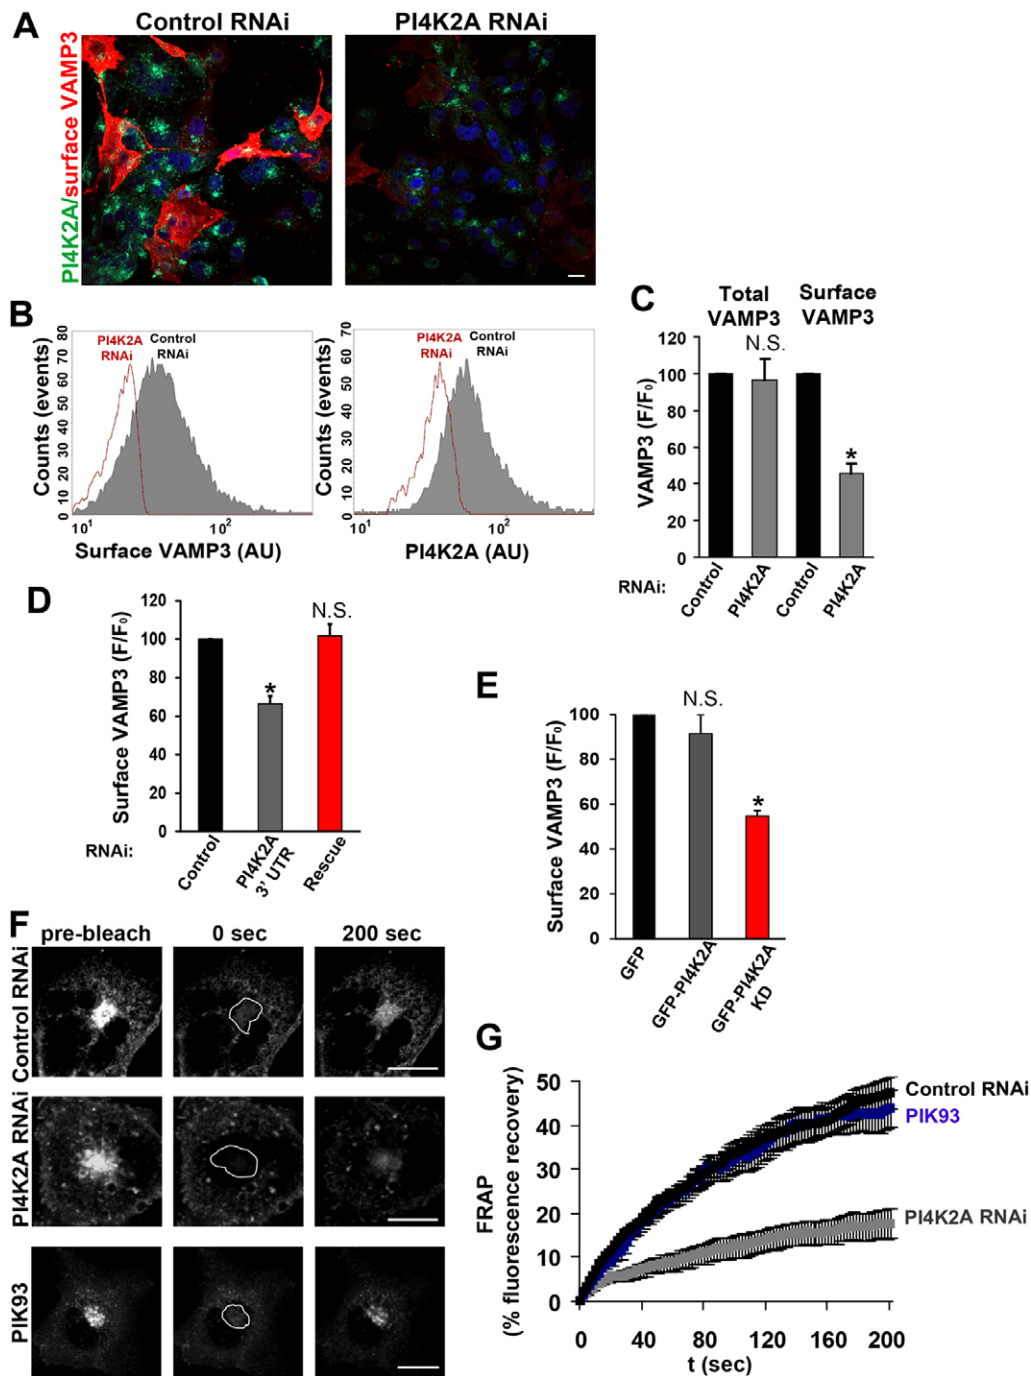 A
Control RNAi
PI4K2A RNAi
PI4K2A/surface VAMP3
B
Counts (events)
80
70
60
50
40
30
20
10
0
PI4K2A
RNAi
Control
RNAi
10¹
10²
Surface VAMP3 (AU)
Counts (events)
70
60
50
40
30
20
10
0
PI4K2A
RNAi
Control
RNAi
10¹
10²
PI4K2A (AU)
C
Total
VAMP3
Surface
VAMP3
N.S.
*
VAMP3 (F/F₀)
120
100
80
60
40
20
0
RNAi:
Control
PI4K2A
Control
PI4K2A
D
Surface VAMP3 (F/F₀)
120
100
80
60
40
20
0
*
N.S.
RNAi:
Control
PI4K2A
3' UTR
Rescue
E
Surface VAMP3 (F/F₀)
100
80
60
40
20
0
N.S.
*
GFP
GFP-PI4K2A
GFP-PI4K2A
KD
F
pre-bleach
0 sec
200 sec
Control RNAi
PI4K2A RNAi
PIK93
G
FRAP
(% fluorescence recovery)
50
40
30
20
10
0
Control RNAi
PIK93
PI4K2A RNAi
0
40
80
120
160
200
t (sec)